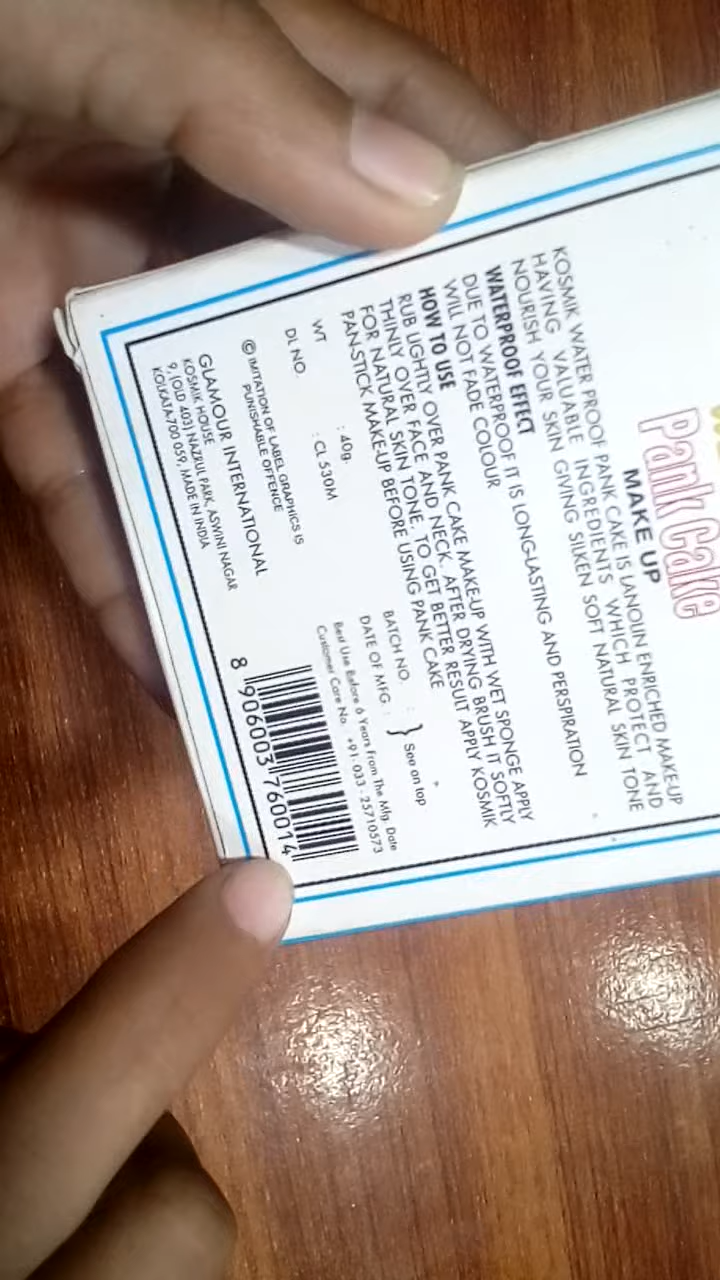 Pank Cake
MAKE UP
KOSMIK WATER PROOF PANK CAKE IS LANOLIN ENRICHED MAKE-UP
HAVING VALUABLE INGREDIENTS WHICH PROTECT AND
NOURISH YOUR SKIN GIVING SILKEN SOFT NATURAL SKIN TONE
WATERPROOF EFFECT
DUE TO WATERPROOF IT IS LONG-LASTING AND PERSPIRATION
WILL NOT FADE COLOUR
HOW TO USE
RUB LIGHTLY OVER PANK CAKE MAKE-UP WITH WET SPONGE APPLY
THINLY OVER FACE AND NECK. AFTER DRYING BRUSH IT SOFTLY
FOR NATURAL SKIN TONE. TO GET BETTER RESULT APPLY KOSMIK
PAN-STICK MAKE-UP BEFORE USING PANK CAKE
WT : 40g.
DL NO. : CL 530M
BATCH NO. :
DATE OF MFG. :
} See on top
Best Use Before 6 Years From The Mfg. Date
Customer Care No. +91-033-25710573
© IMITATION OF LABEL GRAPHICS IS
PUNISHABLE OFFENCE
GLAMOUR INTERNATIONAL
KOSMIK HOUSE
9, (OLD 403) NAZRUL PARK, ASWINI NAGAR
KOLKATA-700 059, MADE IN INDIA
8 906003 760014